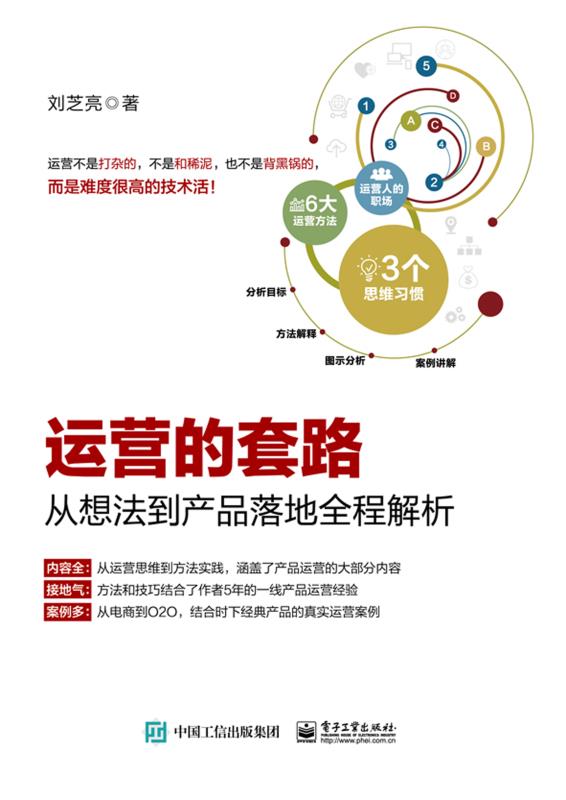 刘芝亮◎著
运营不是打杂的，不是和稀泥，也不是背黑锅的，
而是难度很高的技术活！
5
1
D
A
C
3
4
B
2
运营人的
职场
6大
运营方法
3个
思维习惯
$
分析目标
方法解释
图示分析
案例讲解
运营的套路
从想法到产品落地全程解析
内容全：从运营思维到方法实践，涵盖了产品运营的大部分内容
接地气：方法和技巧结合了作者5年的一线产品运营经验
案例多：从电商到O2O，结合时下经典产品的真实运营案例
中国工信出版集团
电子工业出版社
PUBLISHING HOUSE OF ELECTRONICS INDUSTRY
http://www.phei.com.cn